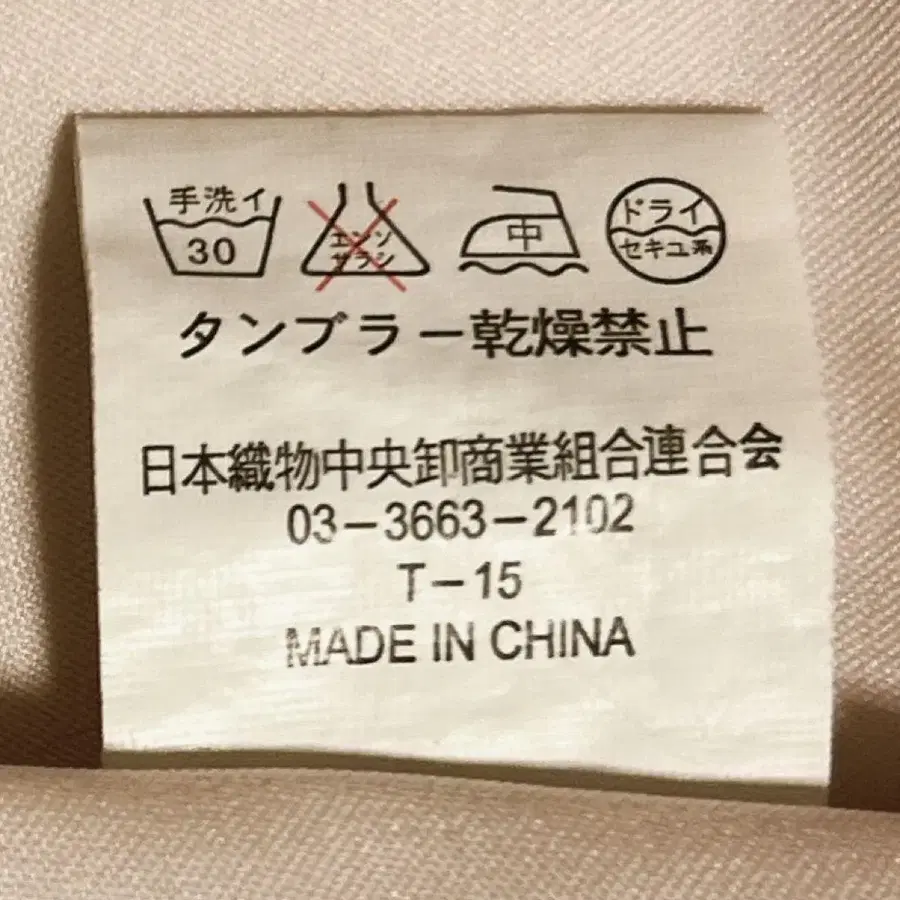 手洗イ
30
エンソ
サラシ
中
ドライ
セキユ系
タンブラー乾燥禁止
日本織物中央卸商業組合連合会
03-3663-2102
T-15
MADE IN CHINA